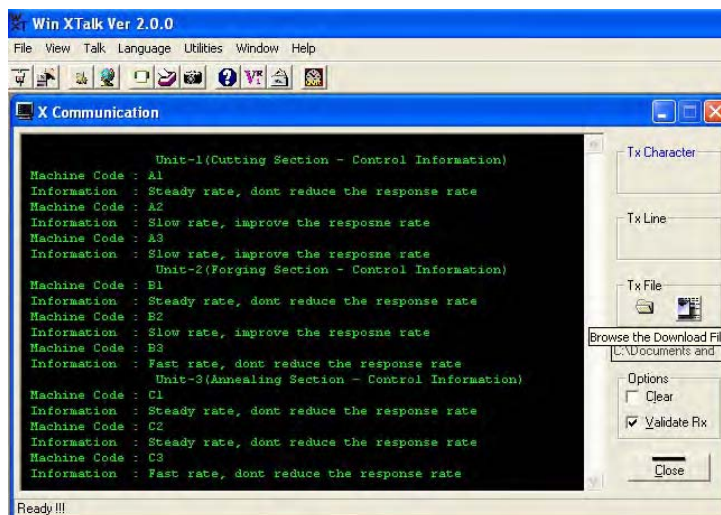 Win XTalk Ver 2.0.0
File View Talk Language Utilities Window Help
X Communication
Unit-1(Cutting Section - Control Information)
Machine Code : A1
Information : Steady rate, dont reduce the response rate
Machine Code : A2
Information : Slow rate, improve the resposne rate
Machine Code : A3
Information : Slow rate, improve the resposne rate
Unit-2(Forging Section - Control Information)
Machine Code : B1
Information : Steady rate, dont reduce the response rate
Machine Code : B2
Information : Slow rate, improve the resposne rate
Machine Code : B3
Information : Fast rate, dont reduce the response rate
Unit-3(Annealing Section - Control Information)
Machine Code : C1
Information : Steady rate, dont reduce the response rate
Machine Code : C2
Information : Steady rate, dont reduce the response rate
Machine Code : C3
Information : Fast rate, dont reduce the response rate
Tx Character
Tx Line
Tx File
Browse the Download Fil
C:\Documents and
Options
Clear
Validate Rx
Close
Ready !!!